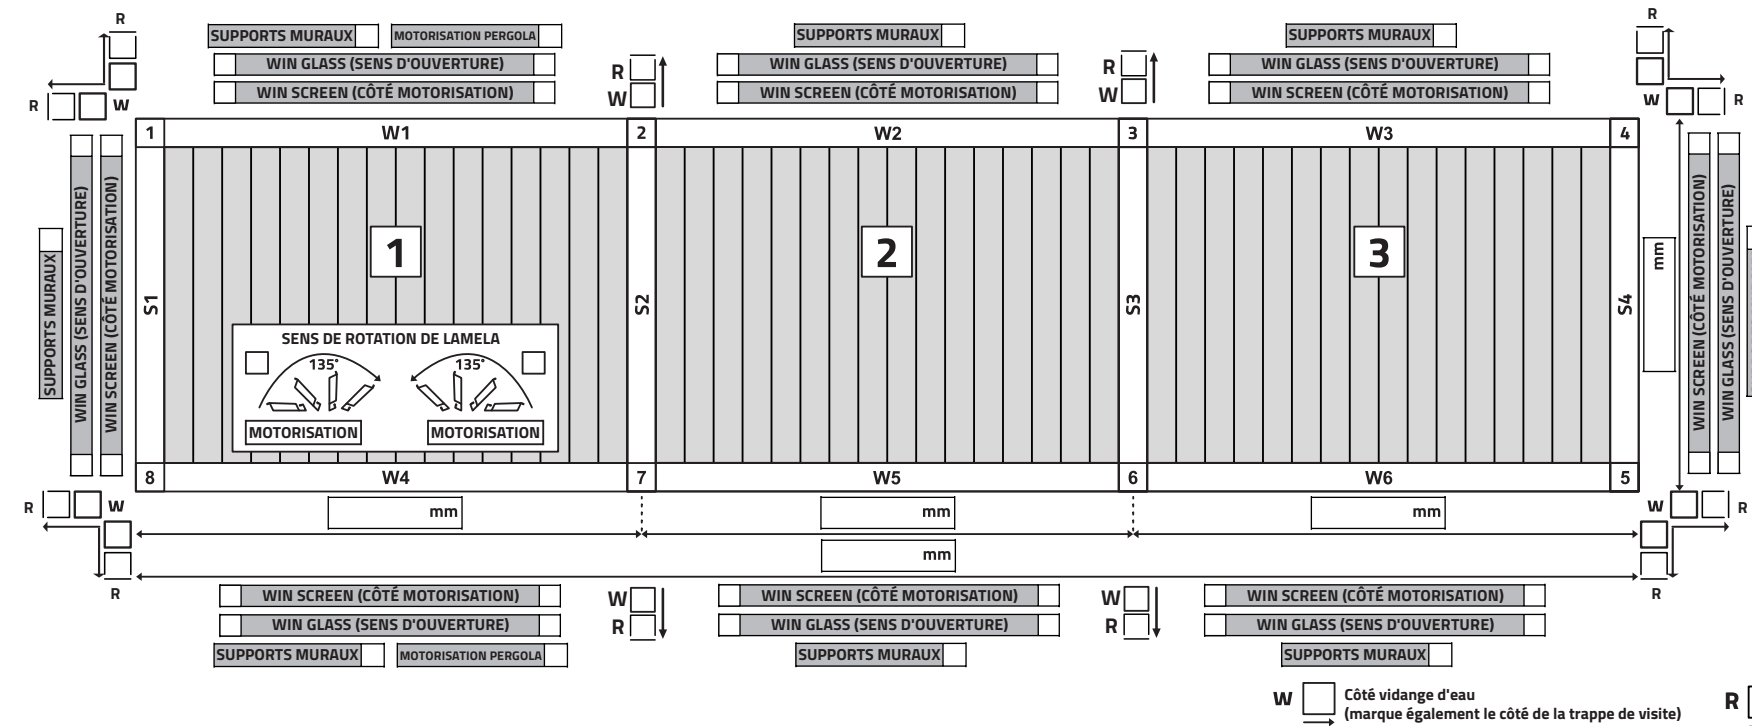 R
SUPPORTS MURAUX MOTORISATION PERGOLA
SUPPORTS MURAUX
SUPPORTS MURAUX
R
WIN GLASS (SENS D'OUVERTURE)
R
WIN GLASS (SENS D'OUVERTURE)
R
WIN GLASS (SENS D'OUVERTURE)
R W
WIN SCREEN (CÔTÉ MOTORISATION)
W
WIN SCREEN (CÔTÉ MOTORISATION)
W
WIN SCREEN (CÔTÉ MOTORISATION)
W R
1 W1 2 W2 3 W3 4
SUPPORTS MURAUX
WIN GLASS (SENS D'OUVERTURE)
WIN SCREEN (CÔTÉ MOTORISATION)
S1
1
S2
2
S3
3
S4
mm
WIN SCREEN (CÔTÉ MOTORISATION)
WIN GLASS (SENS D'OUVERTURE)
SENS DE ROTATION DE LAMELA
135° 135°
MOTORISATION MOTORISATION
8 W4 7 W5 6 W6 5
R W
mm
mm
mm
W R
mm
R
R
WIN SCREEN (CÔTÉ MOTORISATION)
W
WIN SCREEN (CÔTÉ MOTORISATION)
W
WIN SCREEN (CÔTÉ MOTORISATION)
WIN GLASS (SENS D'OUVERTURE)
R
WIN GLASS (SENS D'OUVERTURE)
R
WIN GLASS (SENS D'OUVERTURE)
SUPPORTS MURAUX MOTORISATION PERGOLA
SUPPORTS MURAUX
SUPPORTS MURAUX
W Côté vidange d'eau
(marque également le côté de la trappe de visite)
R